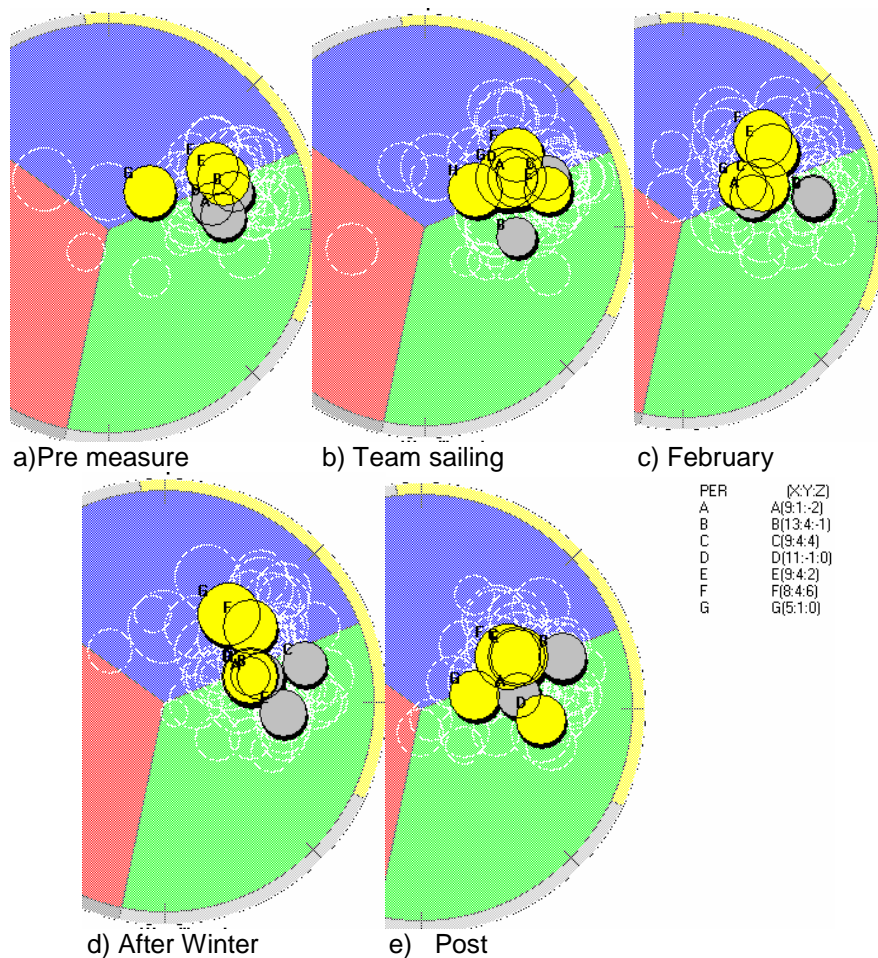 F
E
G
B
A
F
G D
A
H
B
F
E
G
A
D
a)Pre measure
b) Team sailing
c) February
PER (X:Y:Z)
A A(9:1:-2)
B B(13:4:-1)
C C(9:4:4)
D D(11:-1:0)
E E(9:4:2)
F F(8:4:6)
G G(5:1:0)
G
F
C
B
A
F
A
D
d) After Winter
e) Post